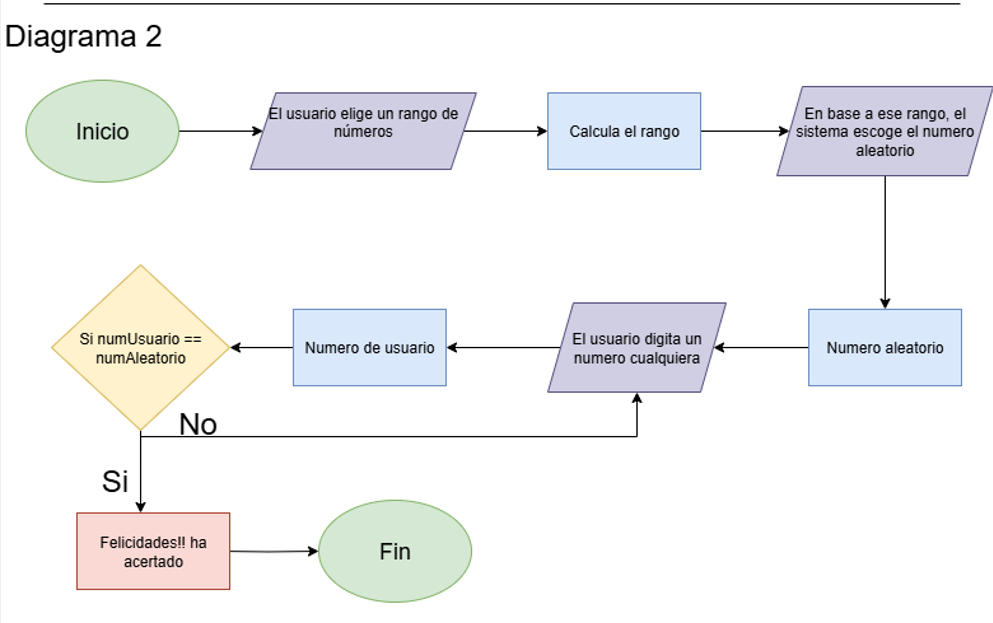 Diagrama 2
Inicio
El usuario elige un rango de
números
Calcula el rango
En base a ese rango, el
sistema escoge el numero
aleatorio
Si numUsuario ==
numAleatorio
Numero de usuario
El usuario digita un
numero cualquiera
Numero aleatorio
No
Si
Felicidades!! ha
acertado
Fin